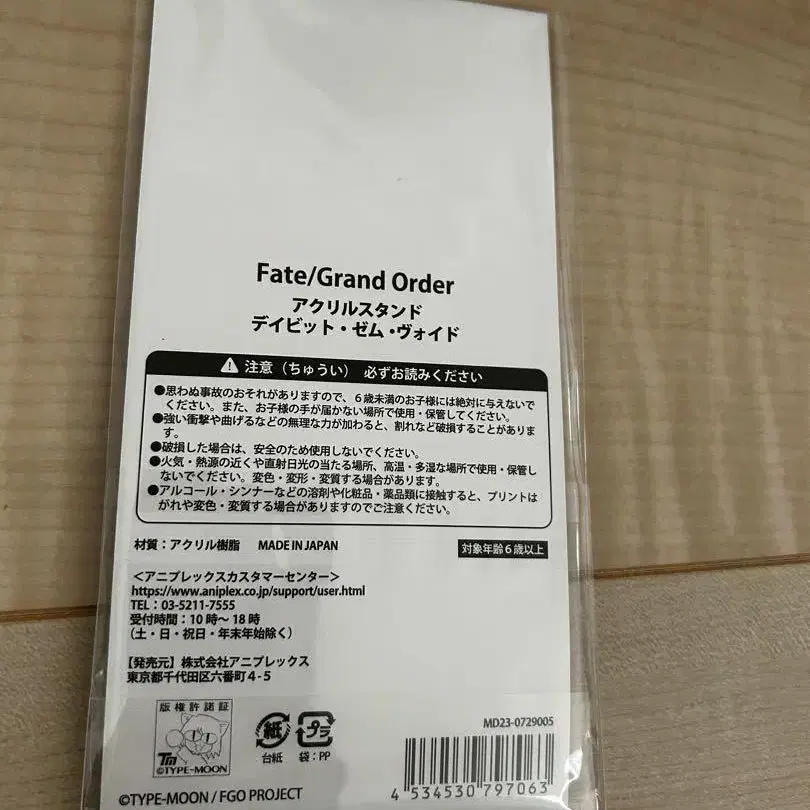 Fate/Grand Order
アクリルスタンド
デイビット・ゼム・ヴォイド
注意（ちゅうい） 必ずお読みください
●思わぬ事故のおそれがありますので、６歳未満のお子様には絶対に与えないで
ください。また、お子様の手が届かない場所で使用・保管してください。
●強い衝撃や曲げるなどの無理な力が加わると、割れなど破損することがありま
す。
●破損した場合は、安全のため使用しないでください。
●火気・熱源の近くや直射日光の当たる場所、高温・多湿な場所で使用・保管し
ないでください。変色・変形・変質する場合があります。
●アルコール・シンナーなどの溶剤や化粧品・薬品類に接触すると、プリントは
がれや変色・変質する場合がありますのでご注意ください。
材質：アクリル樹脂 MADE IN JAPAN
対象年齢６歳以上
＜アニプレックスカスタマーセンター＞
https://www.aniplex.co.jp/support/user.html
TEL：03-5211-7555
受付時間：10時～18時
（土・日・祝日・年末年始除く）
【発売元】株式会社アニプレックス
東京都千代田区六番町4-5
版権許諾証
TM
©TYPE-MOON
紙
台紙
プラ
袋：PP
MD23-0729005
4 534530 797063
©TYPE-MOON / FGO PROJECT